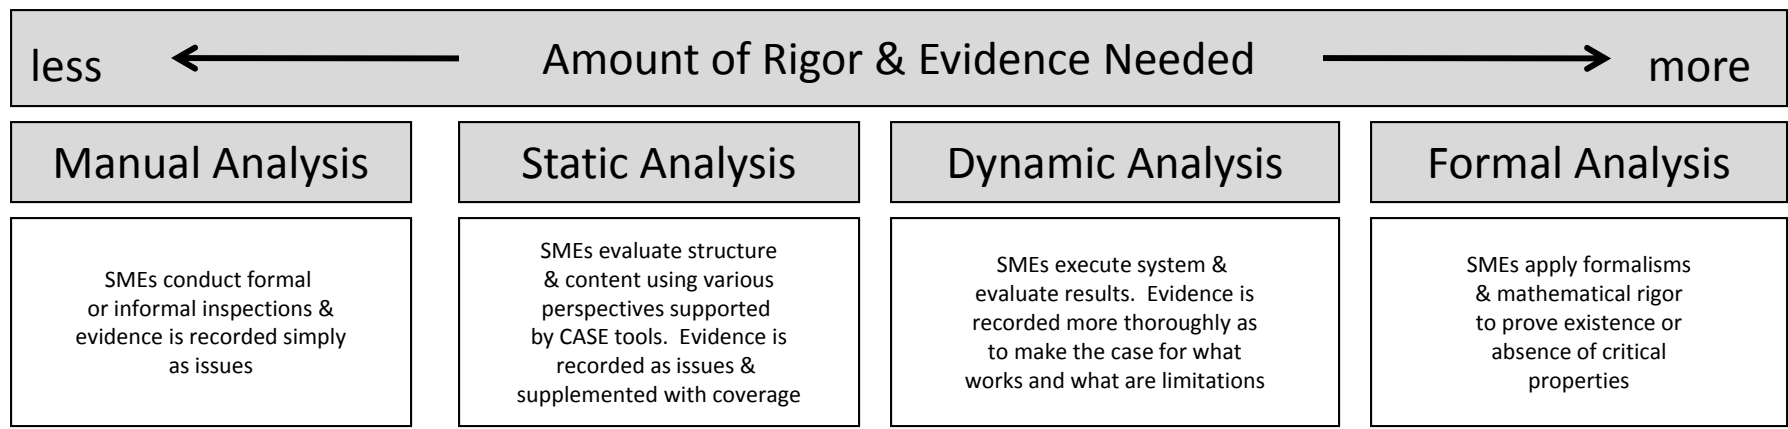 less Amount of Rigor & Evidence Needed more
Manual Analysis
SMEs conduct formal
or informal inspections &
evidence is recorded simply
as issues
Static Analysis
SMEs evaluate structure
& content using various
perspectives supported
by CASE tools.  Evidence is
recorded as issues &
supplemented with coverage
Dynamic Analysis
SMEs execute system &
evaluate results.  Evidence is
recorded more thoroughly as
to make the case for what
works and what are limitations
Formal Analysis
SMEs apply formalisms
& mathematical rigor
to prove existence or
absence of critical
properties